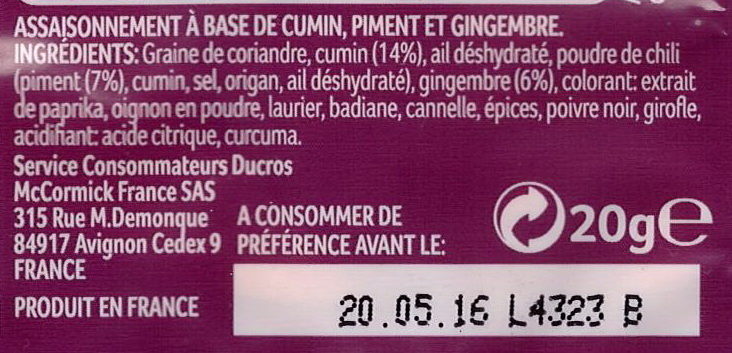 ASSAISONNEMENT À BASE DE CUMIN, PIMENT ET GINGEMBRE.
INGRÉDIENTS: Graine de coriandre, cumin (14%), ail déshydraté, poudre de chili
(piment (7%), cumin, sel, origan, ail déshydraté), gingembre (6%), colorant: extrait
de paprika, oignon en poudre, laurier, badiane, cannelle, épices, poivre noir, girofle,
acidifiant: acide citrique, curcuma.
Service Consommateurs Ducros
McCormick France SAS
315 Rue M.Demonque
84917 Avignon Cedex 9
FRANCE
PRODUIT EN FRANCE
A CONSOMMER DE
PRÉFÉRENCE AVANT LE:
20g℮
20.05.16 L4323 B